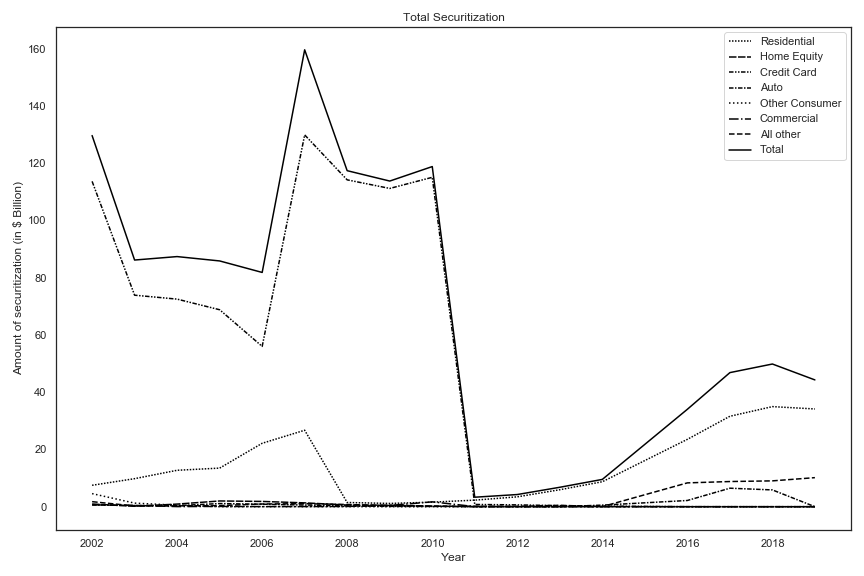 Total Securitization
Residential
Home Equity
Credit Card
Auto
Other Consumer
Commercial
All other
Total
160
140
120
100
80
60
40
20
0
Amount of securitization (in $ Billion)
2002 2004 2006 2008 2010 2012 2014 2016 2018
Year